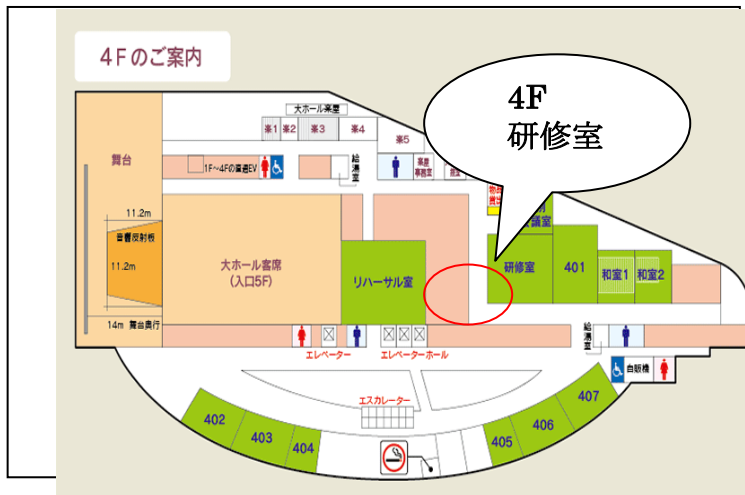 4Fのご案内
4F
研修室
大ホール楽屋
楽1
楽2
楽3
楽4
楽5
舞台
1F～4Fの直通EV
給湯室
楽屋事務室
11.2m
音響反射板
11.2m
大ホール客席
(入口5F)
リハーサル室
研修室
401
和室1
和室2
14m 舞台奥行
エレベーター
エレベーターホール
給湯室
自販機
エスカレーター
402
403
404
405
406
407